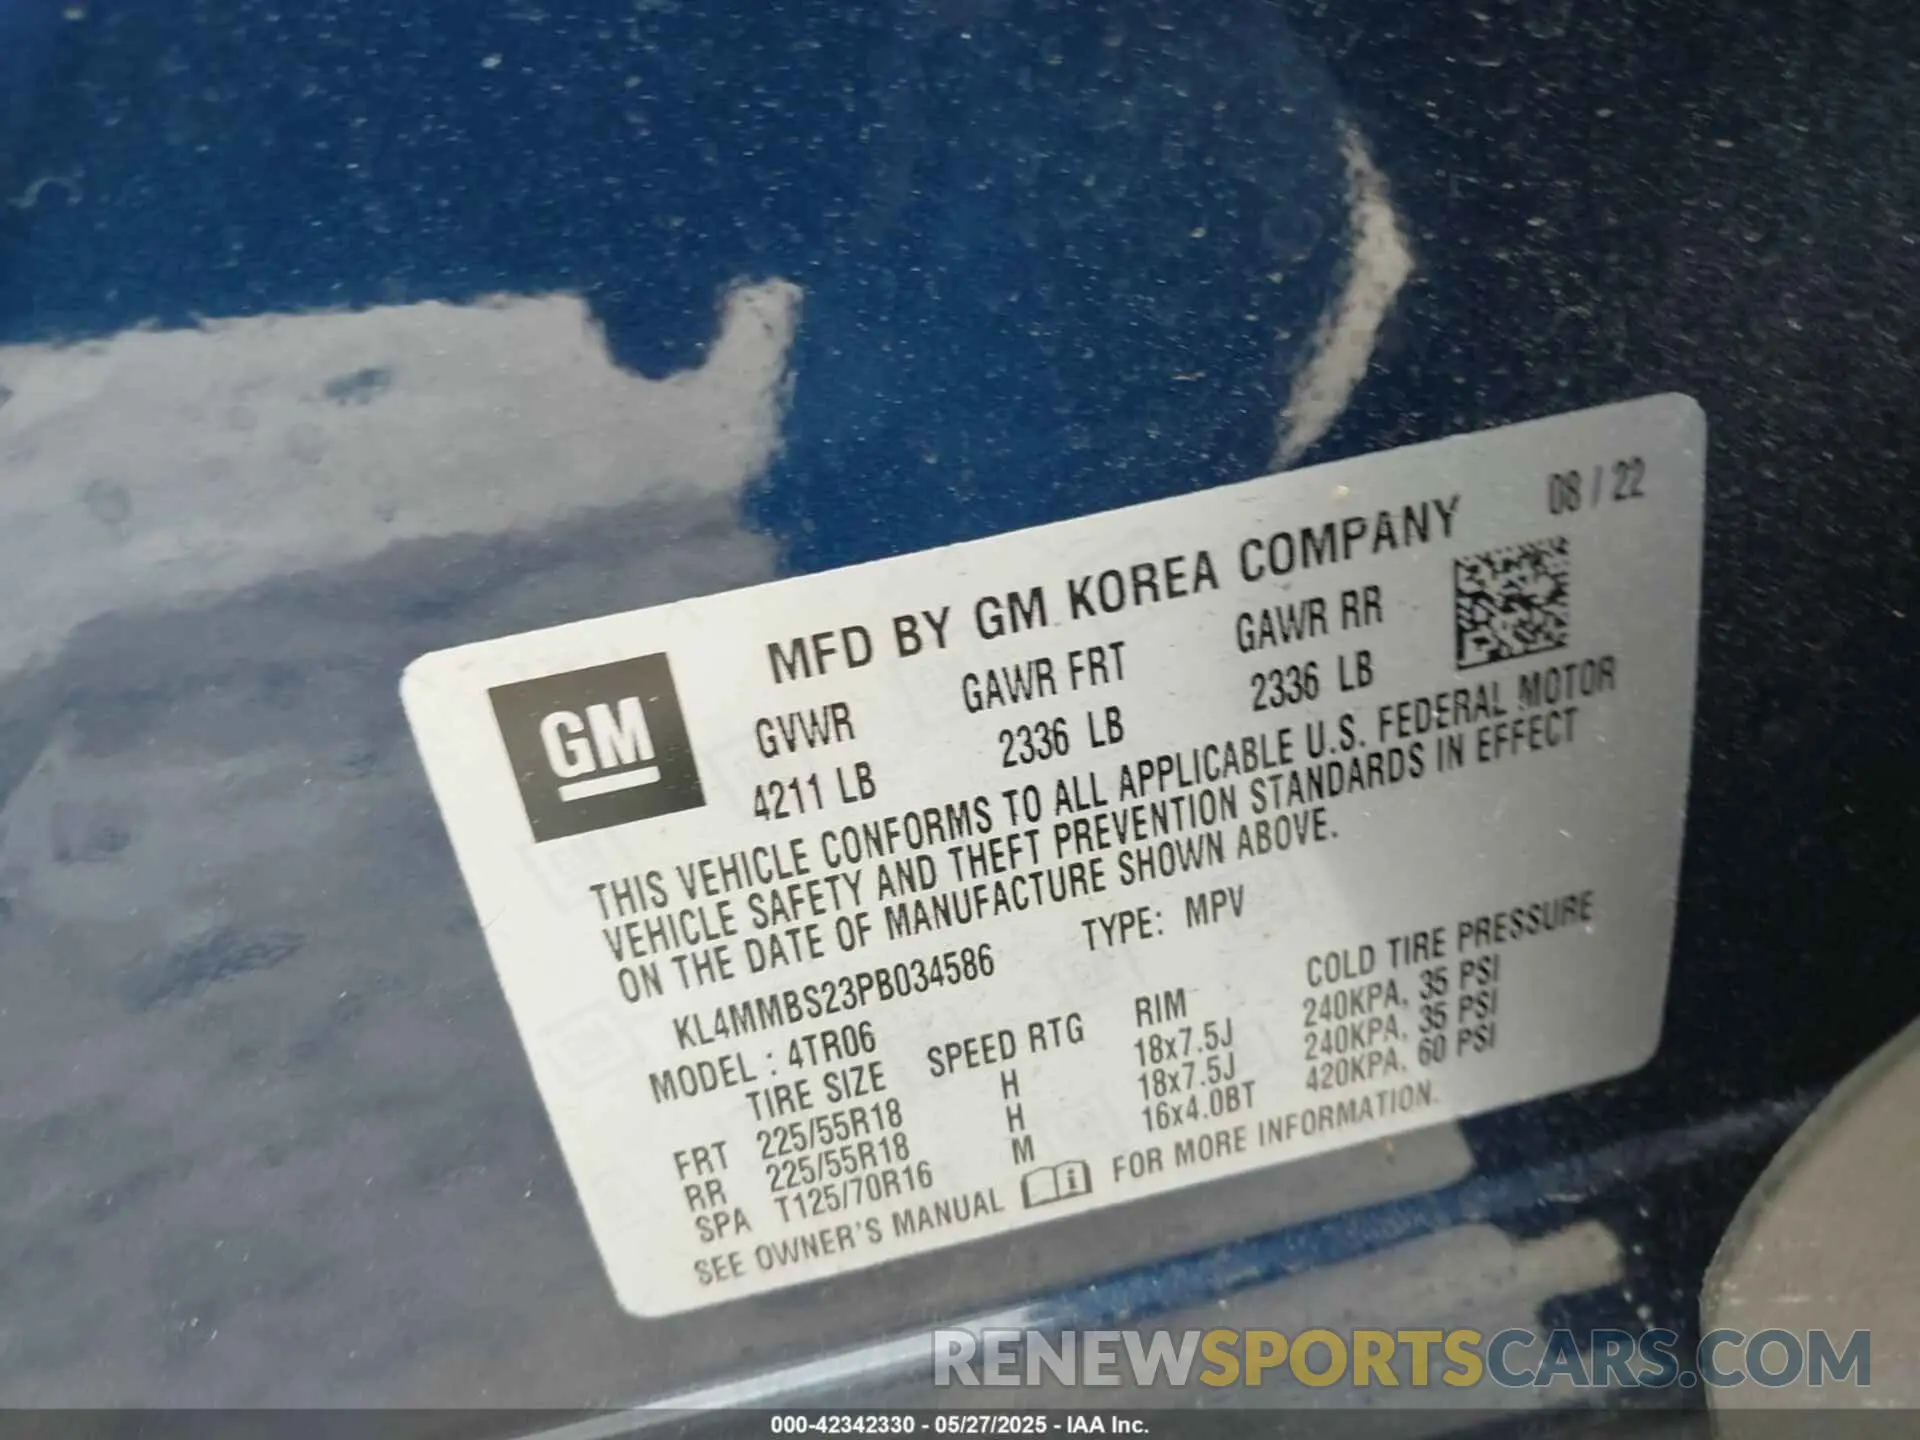 08 / 22
MFD BY GM KOREA COMPANY
GM
GVWR GAWR FRT GAWR RR
4211 LB 2336 LB 2336 LB
THIS VEHICLE CONFORMS TO ALL APPLICABLE U.S. FEDERAL MOTOR
VEHICLE SAFETY AND THEFT PREVENTION STANDARDS IN EFFECT
ON THE DATE OF MANUFACTURE SHOWN ABOVE.
KL4MMBS23PB034586 TYPE: MPV
MODEL : 4TR06
TIRE SIZE SPEED RTG RIM COLD TIRE PRESSURE
FRT 225/55R18 H 18x7.5J 240KPA, 35 PSI
RR 225/55R18 H 18x7.5J 240KPA, 35 PSI
SPA T125/70R16 M 16x4.0BT 420KPA, 60 PSI
SEE OWNER'S MANUAL FOR MORE INFORMATION.
RENEWSPORTSCARS.COM
000-42342330 - 05/27/2025 - IAA Inc.